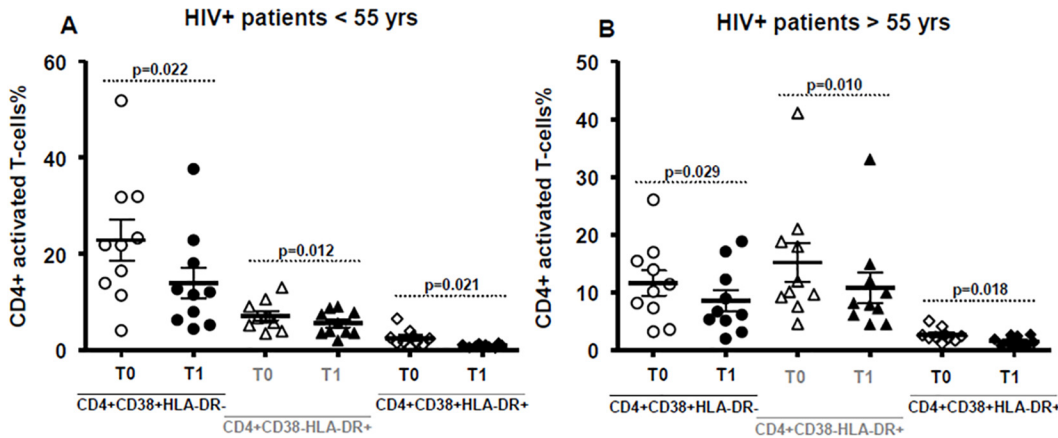 A
HIV+ patients < 55 yrs
CD4+ activated T-cells%
60
40
20
0
p=0.022
p=0.012
p=0.021
T0 T1 T0 T1 T0 T1
CD4+CD38+HLA-DR-
CD4+CD38-HLA-DR+
CD4+CD38+HLA-DR+
B
HIV+ patients > 55 yrs
CD4+ activated T-cells%
50
40
30
20
10
0
p=0.029
p=0.010
p=0.018
T0 T1 T0 T1 T0 T1
CD4+CD38+HLA-DR-
CD4+CD38-HLA-DR+
CD4+CD38+HLA-DR+